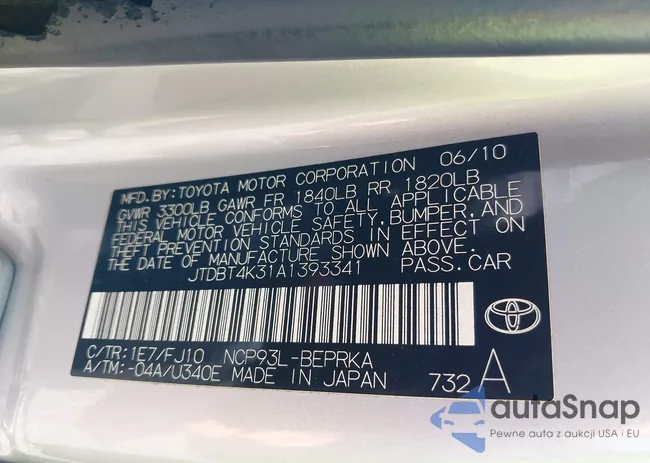 MFD.BY:TOYOTA MOTOR CORPORATION 06/10
GVWR 3300LB GAWR FR 1840LB RR 1820LB
THIS VEHICLE CONFORMS TO ALL APPLICABLE
FEDERAL MOTOR VEHICLE SAFETY,BUMPER,AND
THEFT PREVENTION STANDARDS IN EFFECT ON
THE DATE OF MANUFACTURE SHOWN ABOVE.
JTDBT4K31A1393341 PASS.CAR
C/TR:1E7/FJ10 NCP93L-BEPRKA
A/TM:-04A/U340E MADE IN JAPAN 732 A
autaSnap
Pewne auta z aukcji USA i EU